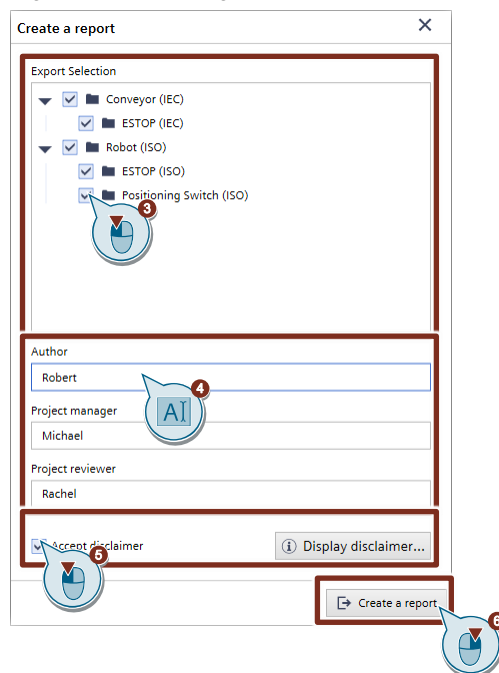 Create a report
Export Selection
Conveyor (IEC)
ESTOP (IEC)
Robot (ISO)
ESTOP (ISO)
Positioning Switch (ISO)
3
Author
Robert
4
AI
Project manager
Michael
Project reviewer
Rachel
Accept disclaimer
5
Display disclaimer...
Create a report
6